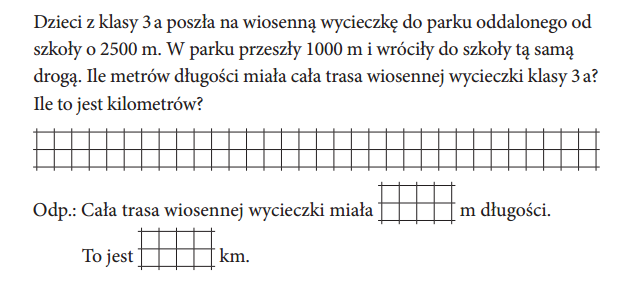 Dzieci z klasy 3 a poszła na wiosenną wycieczkę do parku oddalonego od
szkoły o 2500 m. W parku przeszły 1000 m i wróciły do szkoły tą samą
drogą. Ile metrów długości miała cała trasa wiosennej wycieczki klasy 3 a?
Ile to jest kilometrów?
Odp.: Cała trasa wiosennej wycieczki miała m długości.
To jest km.